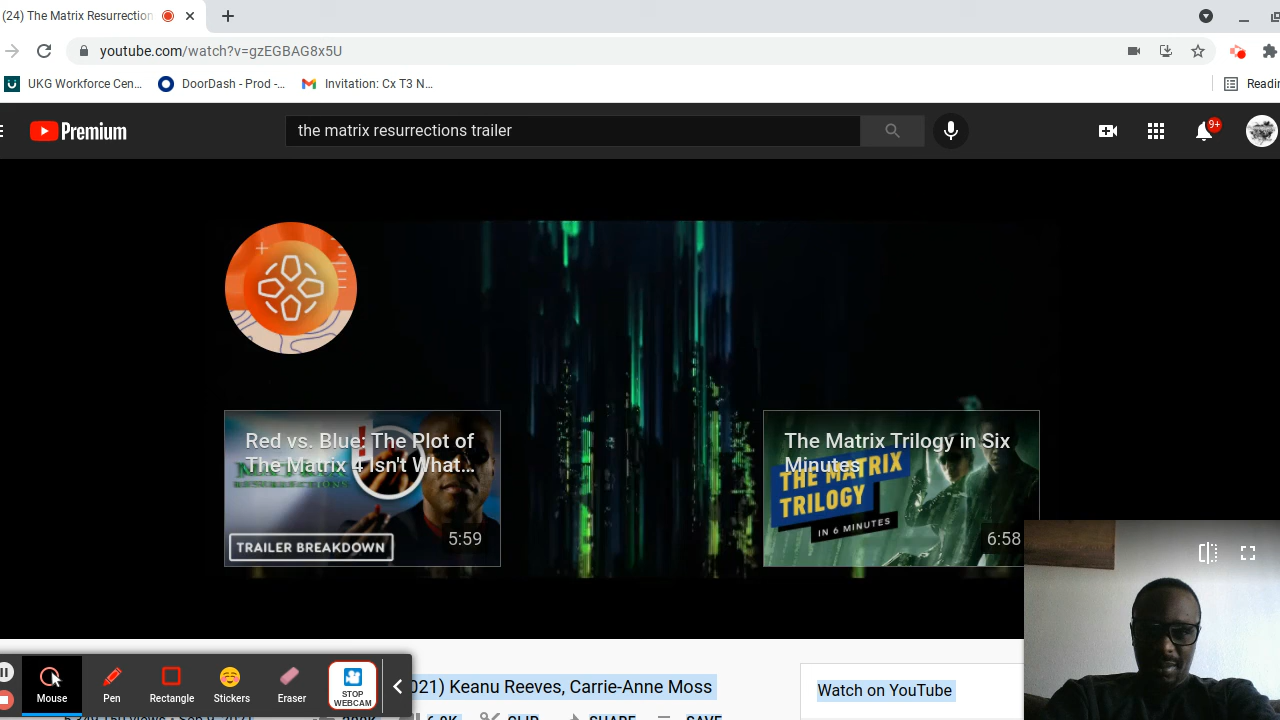 (24) The Matrix Resurrection
youtube.com/watch?v=gzEGBAG8x5U
UKG Workforce Cen... DoorDash - Prod -... Invitation: Cx T3 N... Readin
Premium the matrix resurrections trailer 9+
Red vs. Blue: The Plot of
The Matrix 4 Isn't What...
TRAILER BREAKDOWN
5:59
The Matrix Trilogy in Six
Minutes
THE MATRIX
TRILOGY
IN 6 MINUTES
6:58
021) Keanu Reeves, Carrie-Anne Moss
Watch on YouTube
Mouse Pen Rectangle Stickers Eraser STOP
WEBCAM
6.9K CLIP SHARE SAVE